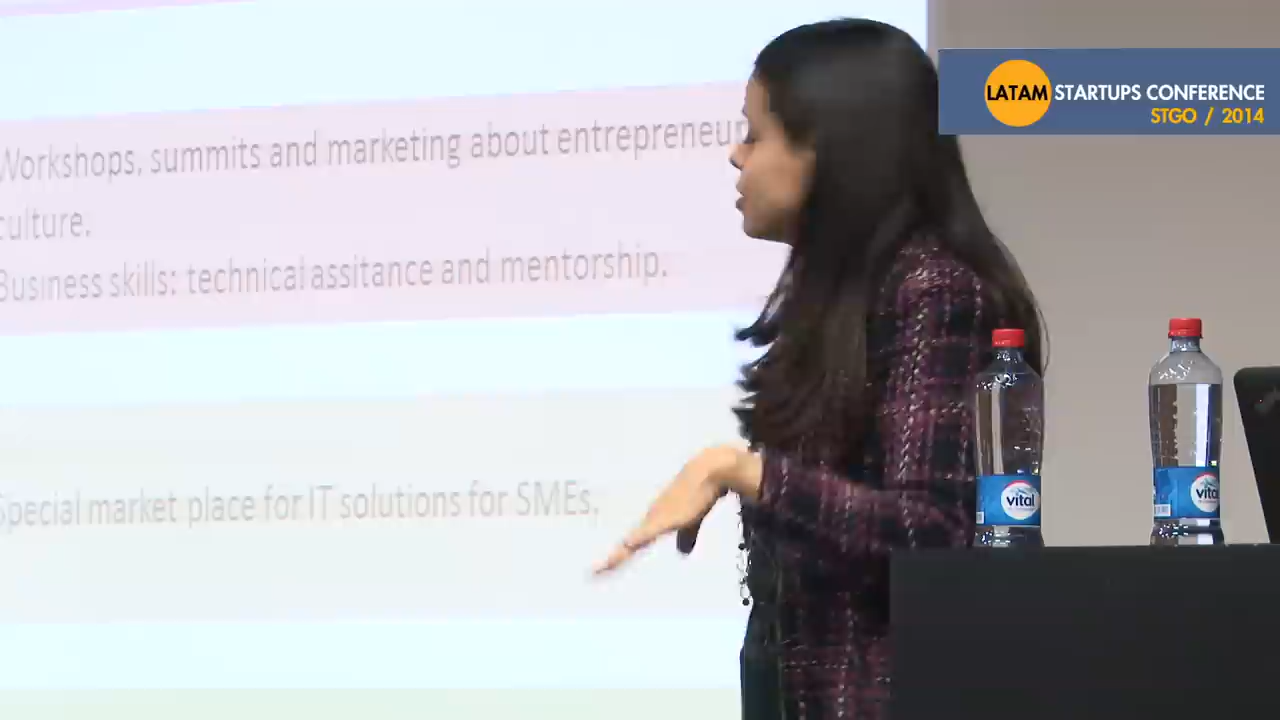 LATAM STARTUPS CONFERENCE
STGO / 2014
Workshops, summits and marketing about entrepreneur
culture.
Business skills: technical assitance and mentorship.
Special market place for IT solutions for SMEs,
vital
vital